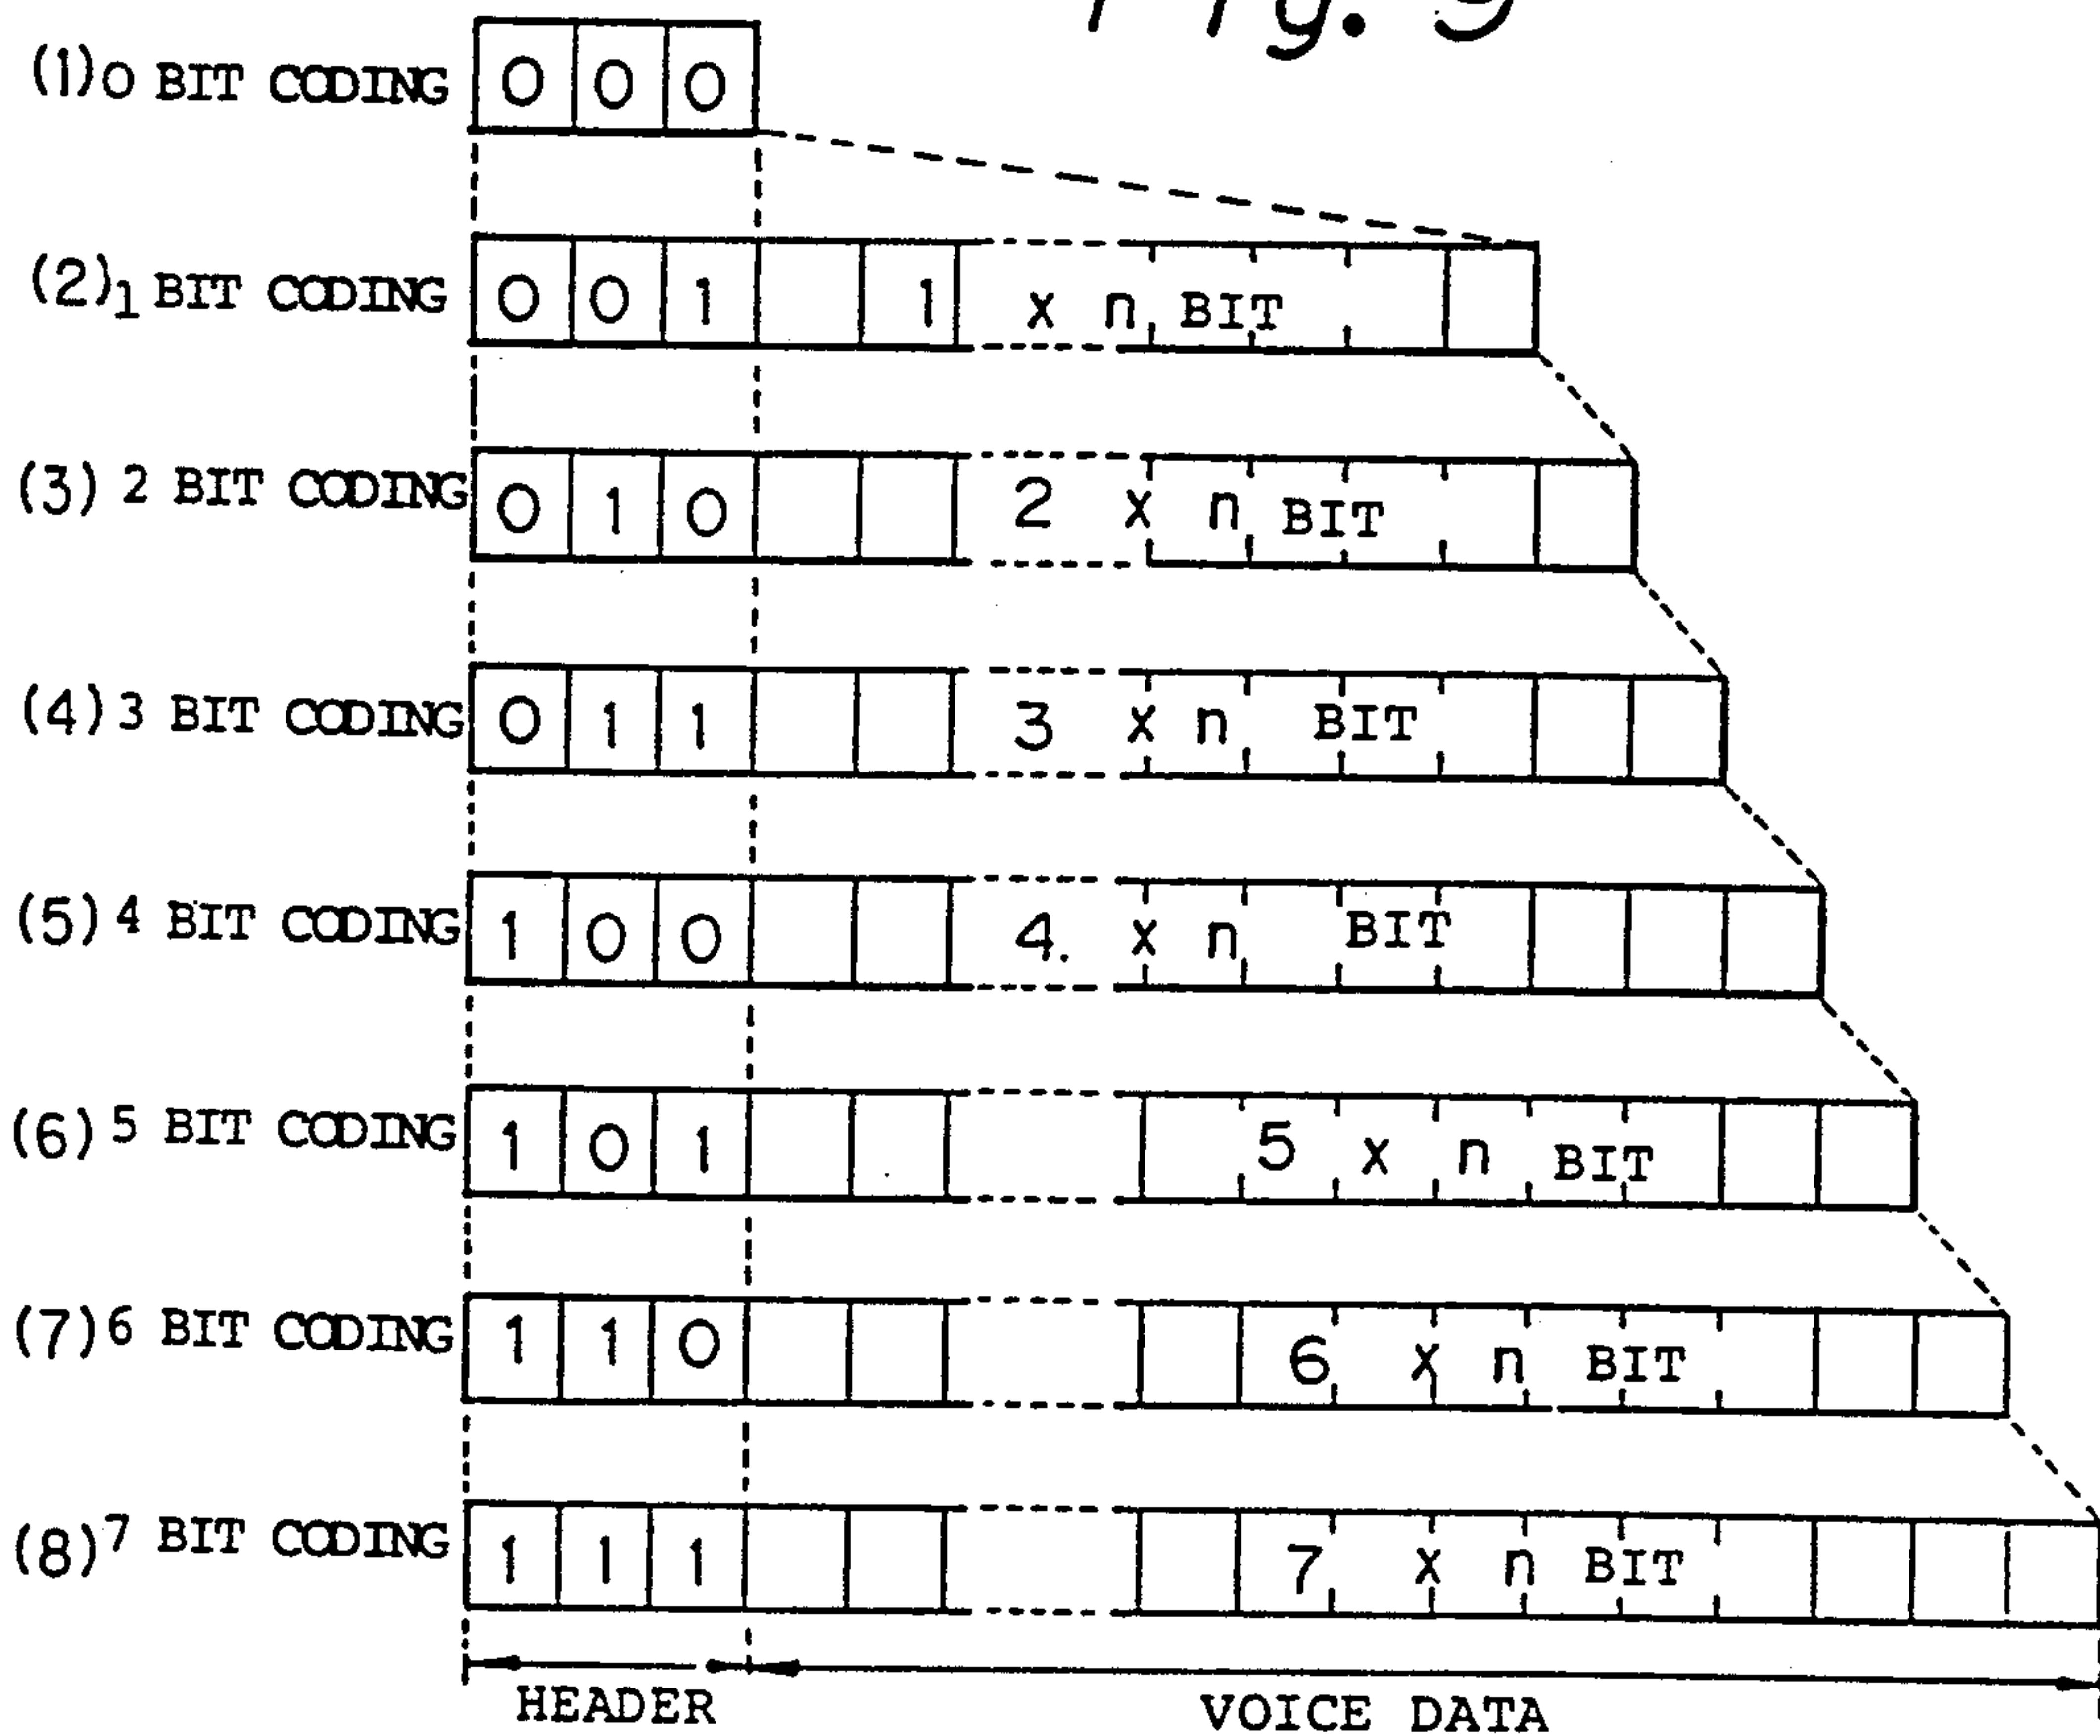 Fig.
(1) 0 BIT CODING 0 0 0
(2) 1 BIT CODING 0 0 1 1 x n BIT
(3) 2 BIT CODING 0 1 0 2 x n BIT
(4) 3 BIT CODING 0 1 1 3 x n BIT
(5) 4 BIT CODING 1 0 0 4. x n BIT
(6) 5 BIT CODING 1 0 1 5 x n BIT
(7) 6 BIT CODING 1 1 0 6 x n BIT
(8) 7 BIT CODING 1 1 1 7 x n BIT
HEADER VOICE DATA